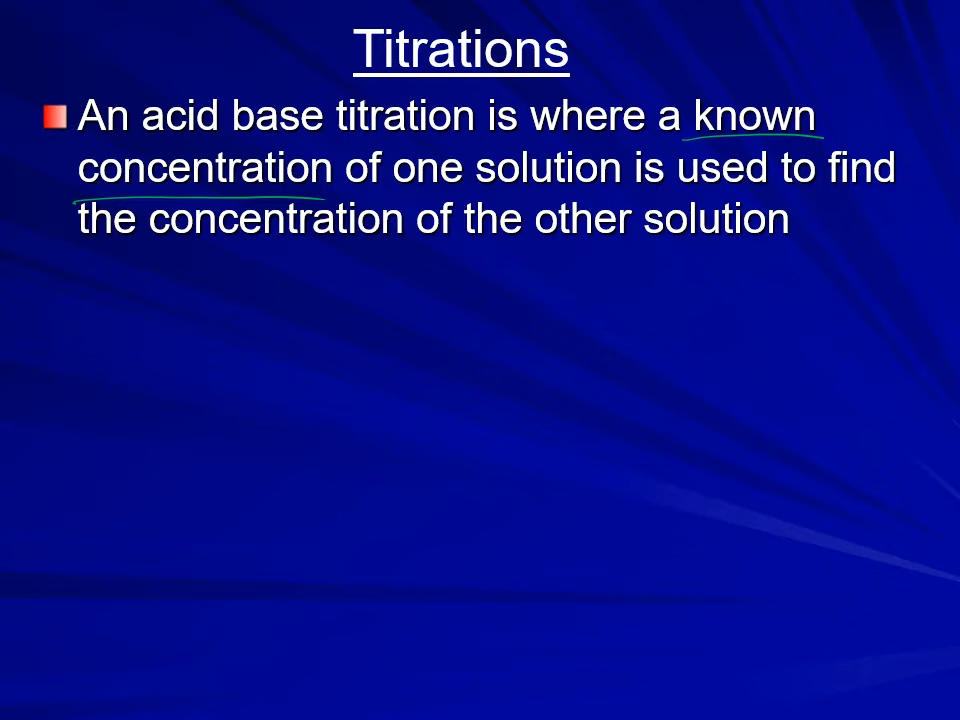 Titrations
An acid base titration is where a known
concentration of one solution is used to find
the concentration of the other solution